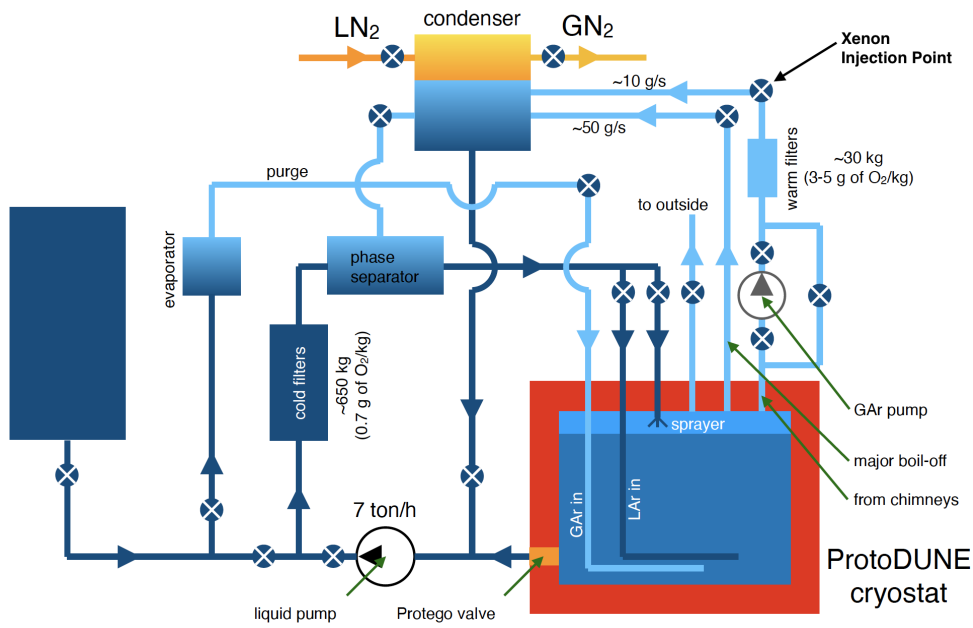 LN2
condenser
GN2
Xenon
Injection Point
~10 g/s
~50 g/s
warm filters
~30 kg
(3-5 g of O2/kg)
purge
to outside
evaporator
phase
separator
cold filters
~650 kg
(0.7 g of O2/kg)
GAr pump
sprayer
major boil-off
from chimneys
GAr in
LAr in
7 ton/h
ProtoDUNE
cryostat
liquid pump
Protego valve